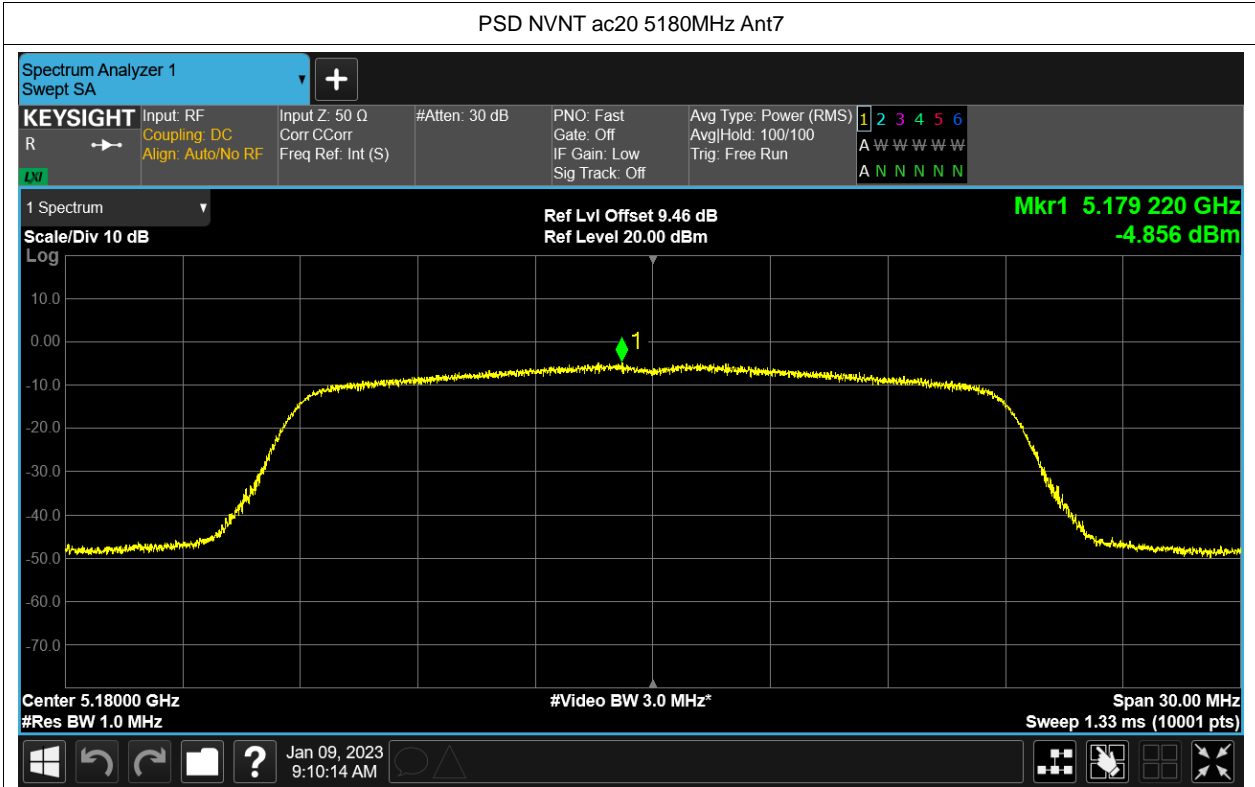 PSD NVNT ac20 5180MHz Ant7
Spectrum Analyzer 1
Swept SA
KEYSIGHT
R
LXI
Input: RF
Coupling: DC
Align: Auto/No RF
Input Z: 50 Ω
Corr CCorr
Freq Ref: Int (S)
#Atten: 30 dB
PNO: Fast
Gate: Off
IF Gain: Low
Sig Track: Off
Avg Type: Power (RMS)
Avg|Hold: 100/100
Trig: Free Run
1 2 3 4 5 6
A W W W W W
A N N N N N
1 Spectrum
Scale/Div 10 dB
Ref Lvl Offset 9.46 dB
Ref Level 20.00 dBm
Mkr1 5.179 220 GHz
-4.856 dBm
Log
10.0
0.00
-10.0
-20.0
-30.0
-40.0
-50.0
-60.0
-70.0
1
Center 5.18000 GHz
#Res BW 1.0 MHz
#Video BW 3.0 MHz*
Span 30.00 MHz
Sweep 1.33 ms (10001 pts)
?
Jan 09, 2023
9:10:14 AM